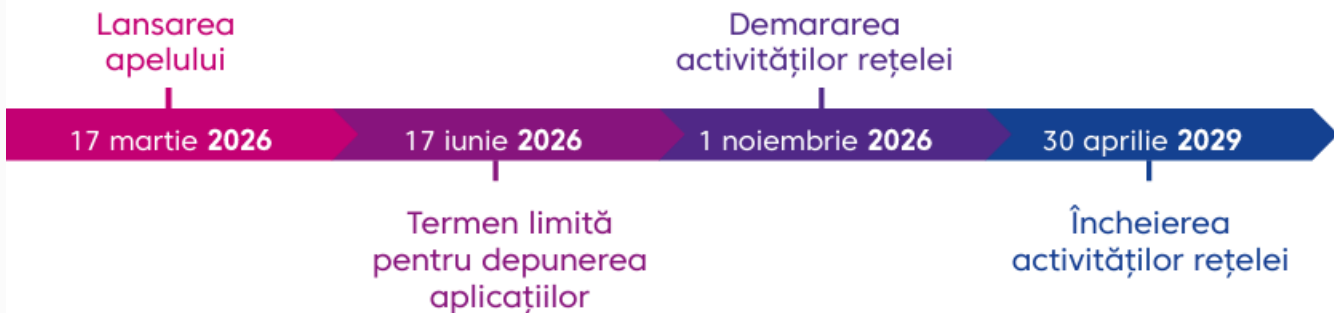 Lansarea
apelului
Demararea
activităților rețelei
17 martie 2026
17 iunie 2026
1 noiembrie 2026
30 aprilie 2029
Termen limită
pentru depunerea
aplicațiilor
Încheierea
activităților rețelei